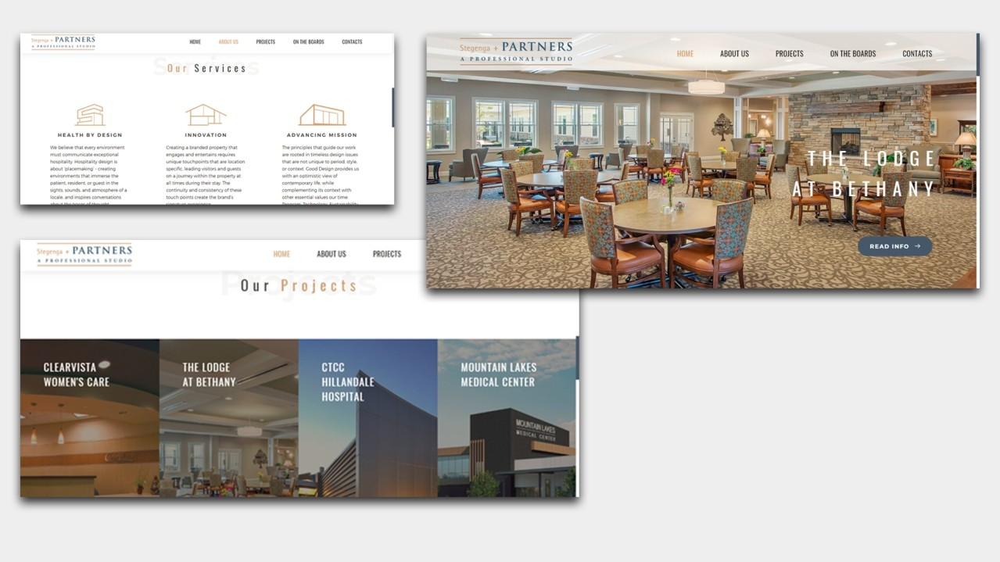 Stegenga + PARTNERS
A PROFESSIONAL STUDIO
HOME ABOUT US PROJECTS ON THE BOARDS CONTACTS
Services
Our Services
HEALTH BY DESIGN
We believe that every environment
must communicate exceptional
hospitality. Hospitality design is
about 'placemaking' - creating
environments that immerse the
patient, resident, or guest in the
sights, sounds, and atmosphere of a
locale, and inspires conversations
INNOVATION
Creating a branded property that
engages and entertains requires
unique touchpoints that are location
specific, leading visitors and guests
on a journey within the property at
all times during their stay. The
continuity and consistency of these
touch points create the brand's
ADVANCING MISSION
The principles that guide our work
are rooted in timeless design issues
that are not unique to period, style,
or context. Good Design provides us
with an optimistic view of
contemporary life, while
complementing its context with
other essential values our time
Stegenga + PARTNERS
A PROFESSIONAL STUDIO
HOME ABOUT US PROJECTS ON THE BOARDS CONTACTS
THE LODGE
AT BETHANY
READ INFO →
Stegenga + PARTNERS
A PROFESSIONAL STUDIO
HOME ABOUT US PROJECTS
Projects
Our Projects
CLEARVISTA
WOMEN'S CARE
THE LODGE
AT BETHANY
CTCC
HILLANDALE
HOSPITAL
MOUNTAIN LAKES
MEDICAL CENTER
MOUNTAIN LAKES
MEDICAL CENTER